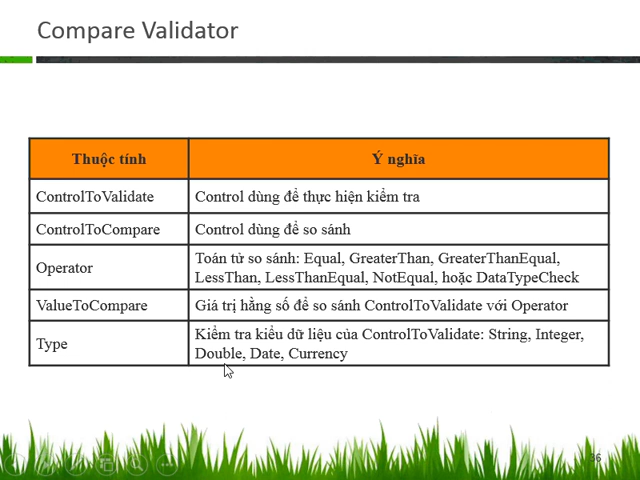 Compare Validator
Thuộc tính
Ý nghĩa
ControlToValidate
Control dùng để thực hiện kiểm tra
ControlToCompare
Control dùng để so sánh
Operator
Toán tử so sánh: Equal, GreaterThan, GreaterThanEqual,
LessThan, LessThanEqual, NotEqual, hoặc DataTypeCheck
ValueToCompare
Giá trị hằng số để so sánh ControlToValidate với Operator
Type
Kiểm tra kiểu dữ liệu của ControlToValidate: String, Integer,
Double, Date, Currency
36